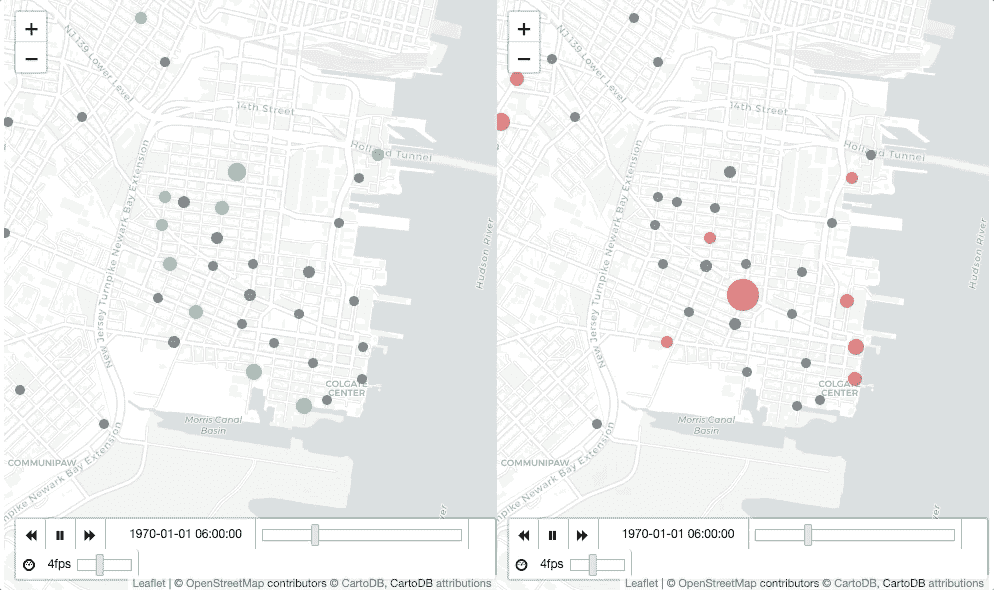 +
−
NJ 139 Lower Level
14th Street
Holland Tunnel
New Jersey Turnpike Newark Bay Extension
Hudson River
COLGATE
CENTER
Morris Canal
Basin
COMMUNIPAW
npike Newark Bay Extension
ver
1970-01-01 06:00:00
4fps
Leaflet | © OpenStreetMap contributors © CartoDB, CartoDB attributions
+
−
NJ 139 Lower Level
14th Street
Holland Tunnel
New Jersey Turnpike Newark Bay Extension
Hudson River
COLGATE
CENTER
Morris Canal
Basin
COMMUNIPAW
npike Newark Bay Extension
ver
1970-01-01 06:00:00
4fps
Leaflet | © OpenStreetMap contributors © CartoDB, CartoDB attributions